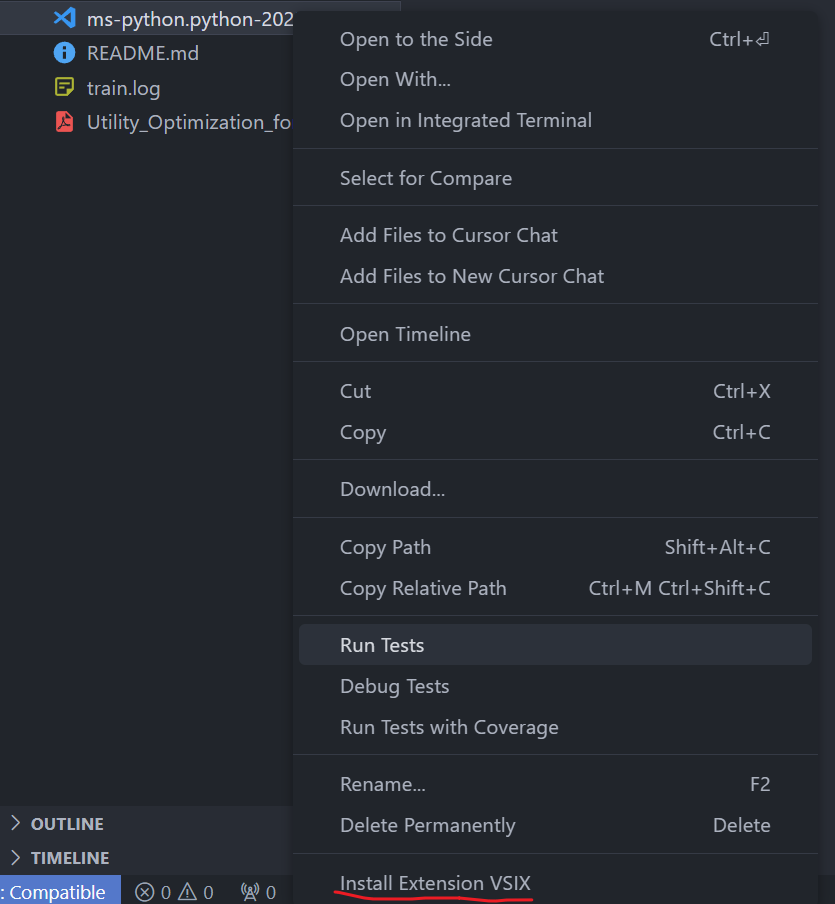 ms-python.python-202
README.md
train.log
Utility_Optimization_fo
Open to the Side Ctrl+⏎
Open With...
Open in Integrated Terminal
Select for Compare
Add Files to Cursor Chat
Add Files to New Cursor Chat
Open Timeline
Cut Ctrl+X
Copy Ctrl+C
Download...
Copy Path Shift+Alt+C
Copy Relative Path Ctrl+M Ctrl+Shift+C
Run Tests
Debug Tests
Run Tests with Coverage
Rename... F2
Delete Permanently Delete
Install Extension VSIX
OUTLINE
TIMELINE
: Compatible 0 0 0